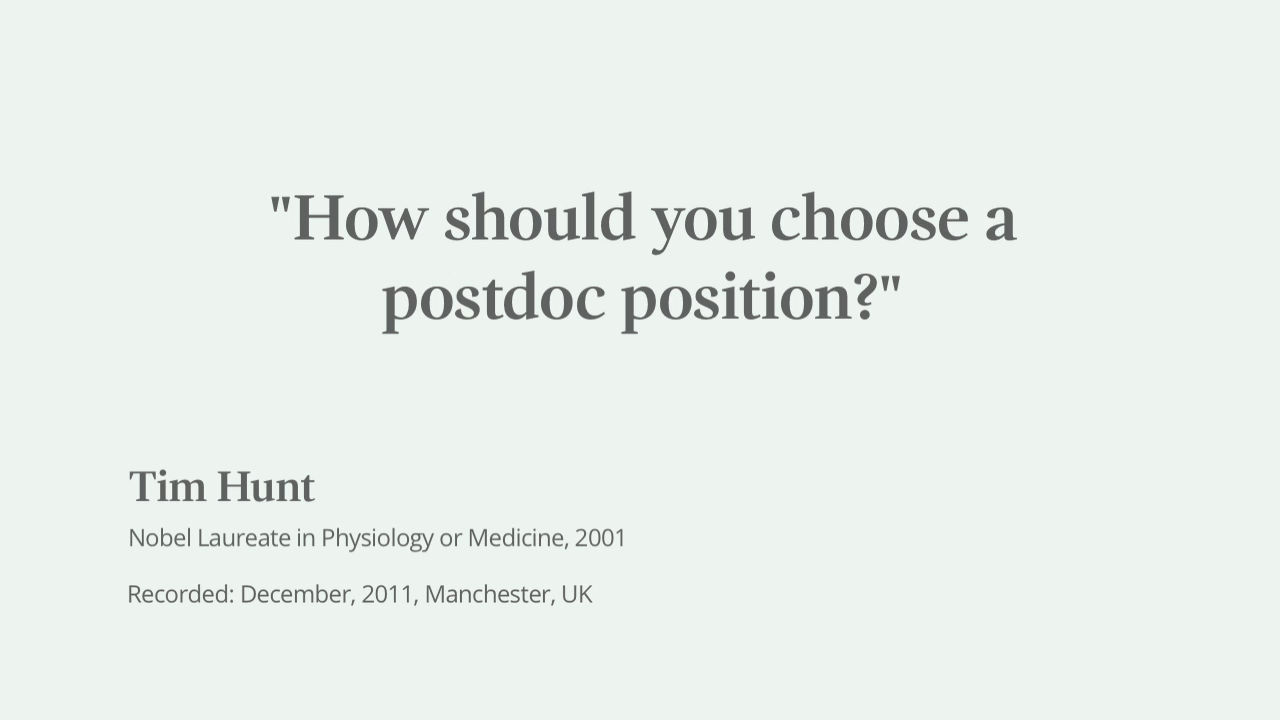 "How should you choose a
postdoc position?"
Tim Hunt
Nobel Laureate in Physiology or Medicine, 2001
Recorded: December, 2011, Manchester, UK